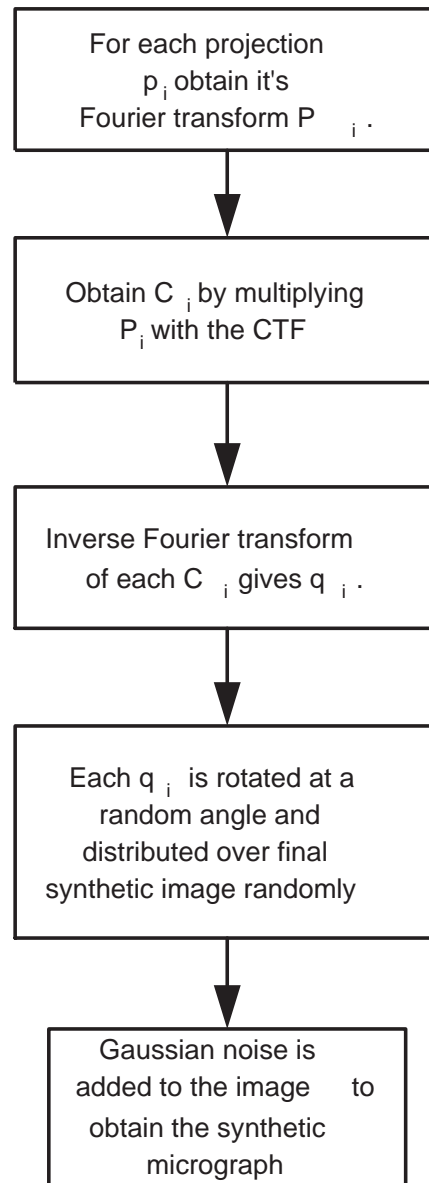 For each projection
p i obtain it's
Fourier transform P i .
Obtain C i by multiplying
P i with the CTF
Inverse Fourier transform
of each C i gives q i .
Each q i is rotated at a
random angle and
distributed over final
synthetic image randomly
Gaussian noise is
added to the image to
obtain the synthetic
micrograph